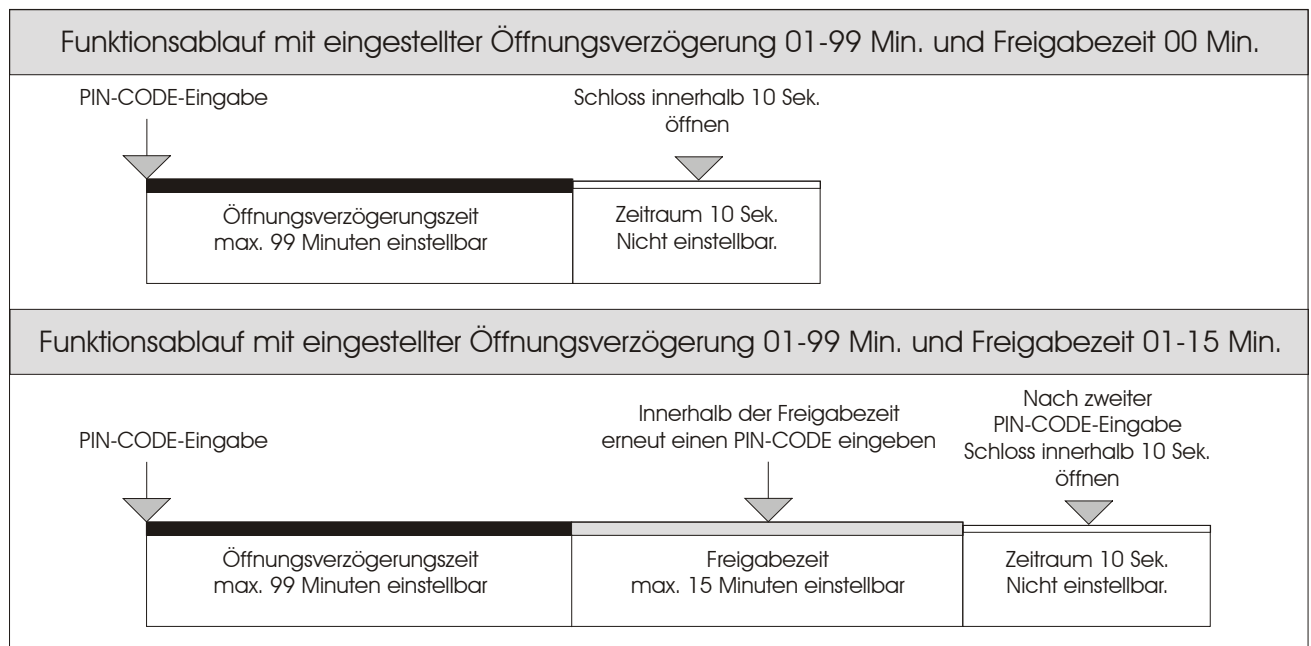 Funktionsablauf mit eingestellter Öffnungsverzögerung 01-99 Min. und Freigabezeit 00 Min.
PIN-CODE-Eingabe
Schloss innerhalb 10 Sek.
öffnen
Öffnungsverzögerungszeit
max. 99 Minuten einstellbar
Zeitraum 10 Sek.
Nicht einstellbar.
Funktionsablauf mit eingestellter Öffnungsverzögerung 01-99 Min. und Freigabezeit 01-15 Min.
PIN-CODE-Eingabe
Innerhalb der Freigabezeit
erneut einen PIN-CODE eingeben
Nach zweiter
PIN-CODE-Eingabe
Schloss innerhalb 10 Sek.
öffnen
Öffnungsverzögerungszeit
max. 99 Minuten einstellbar
Freigabezeit
max. 15 Minuten einstellbar
Zeitraum 10 Sek.
Nicht einstellbar.